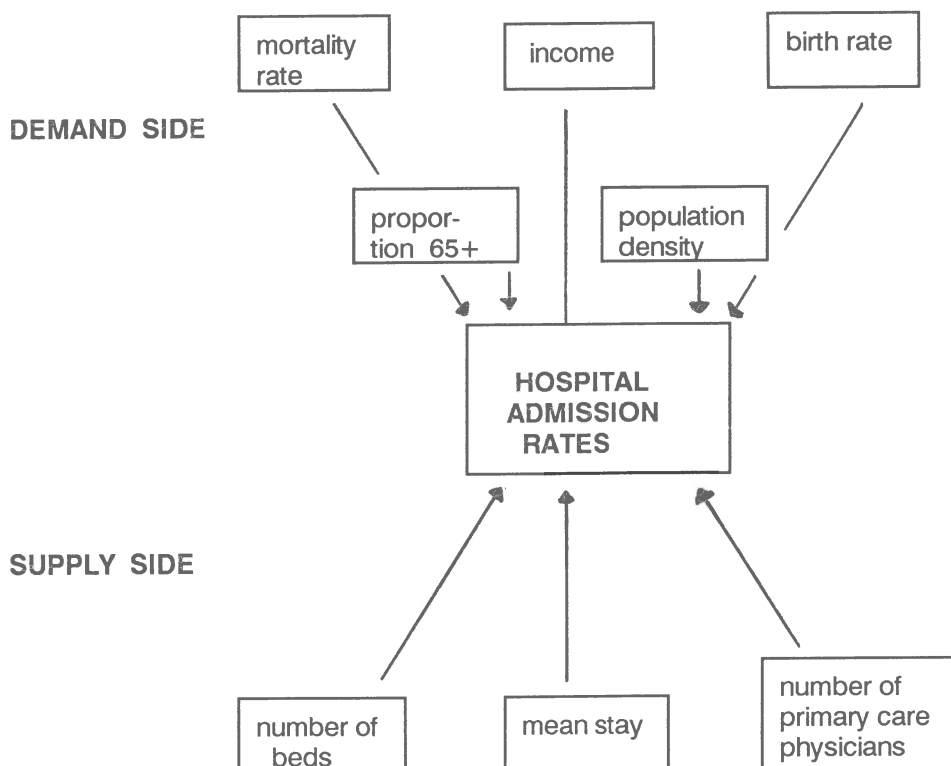 mortality
rate
income
birth rate
DEMAND SIDE
propor-
tion 65+
population
density
HOSPITAL
ADMISSION
RATES
SUPPLY SIDE
number of
beds
mean stay
number of
primary care
physicians